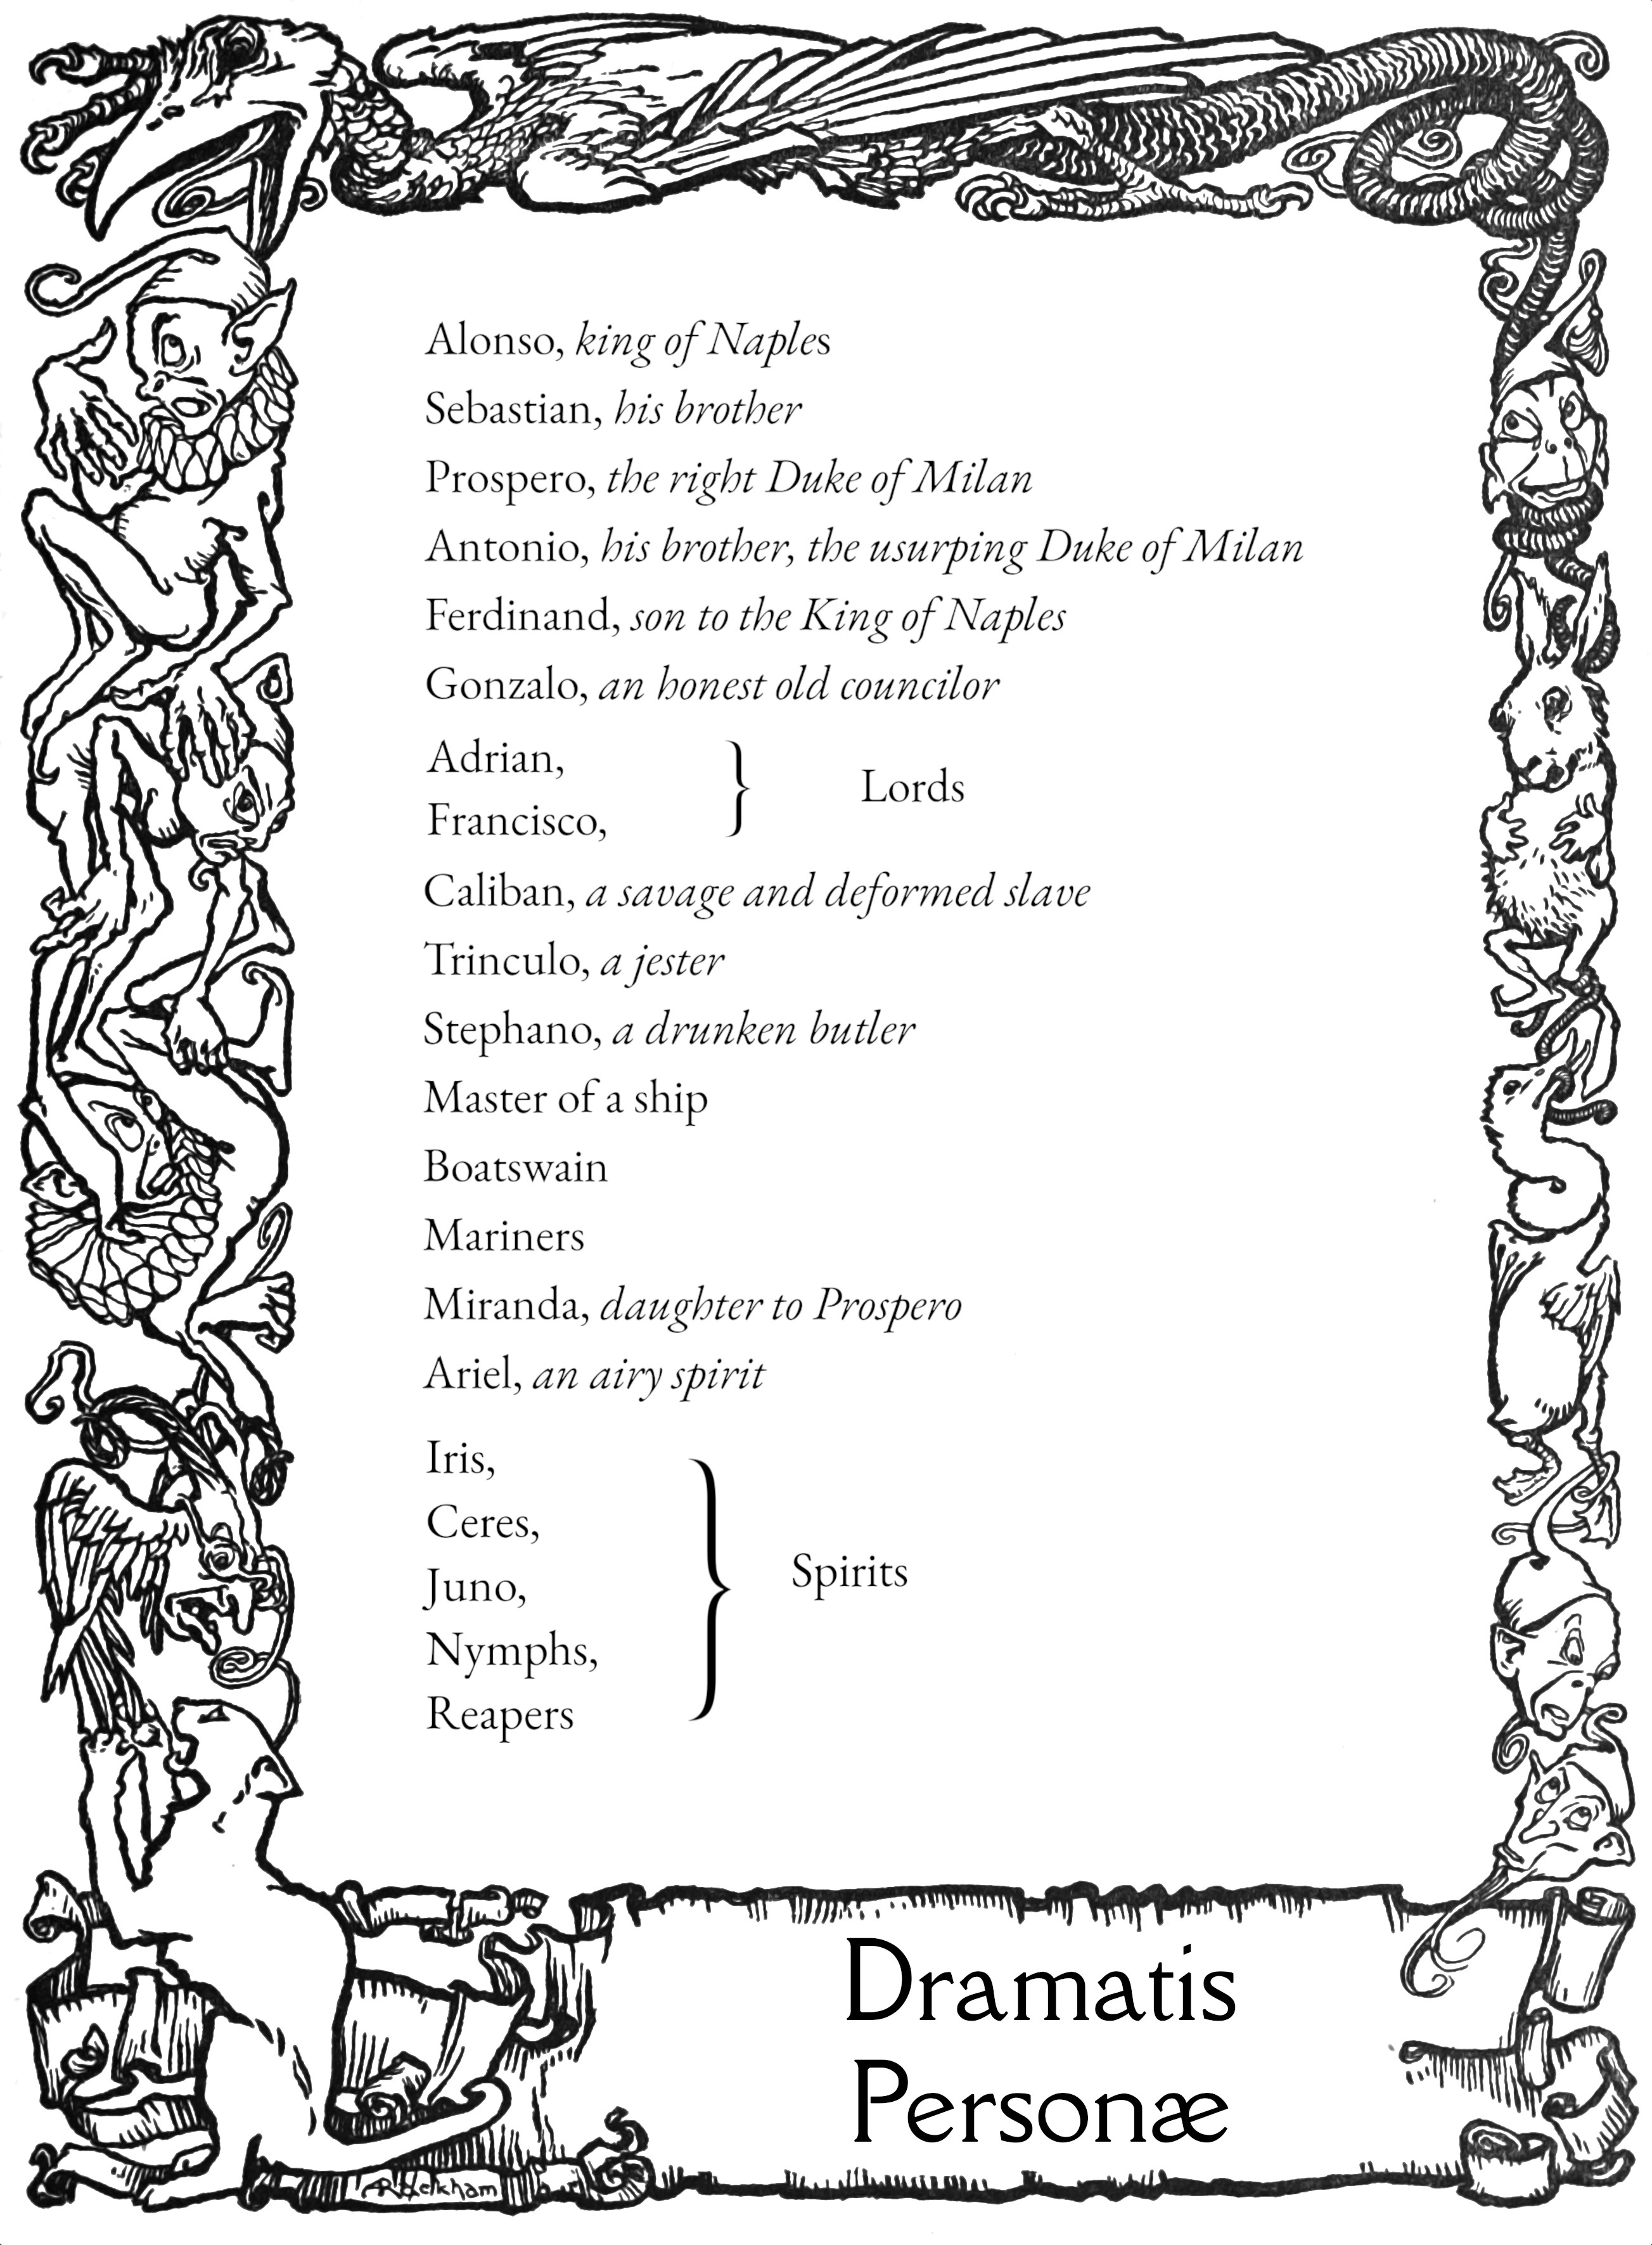 Alonso, king of Naples
Sebastian, his brother
Prospero, the right Duke of Milan
Antonio, his brother, the usurping Duke of Milan
Ferdinand, son to the King of Naples
Gonzalo, an honest old councilor
Adrian,
Francisco,
} Lords
Caliban, a savage and deformed slave
Trinculo, a jester
Stephano, a drunken butler
Master of a ship
Boatswain
Mariners
Miranda, daughter to Prospero
Ariel, an airy spirit
Iris,
Ceres,
Juno,
Nymphs,
Reapers
} Spirits
Dramatis
Personæ
ARackham